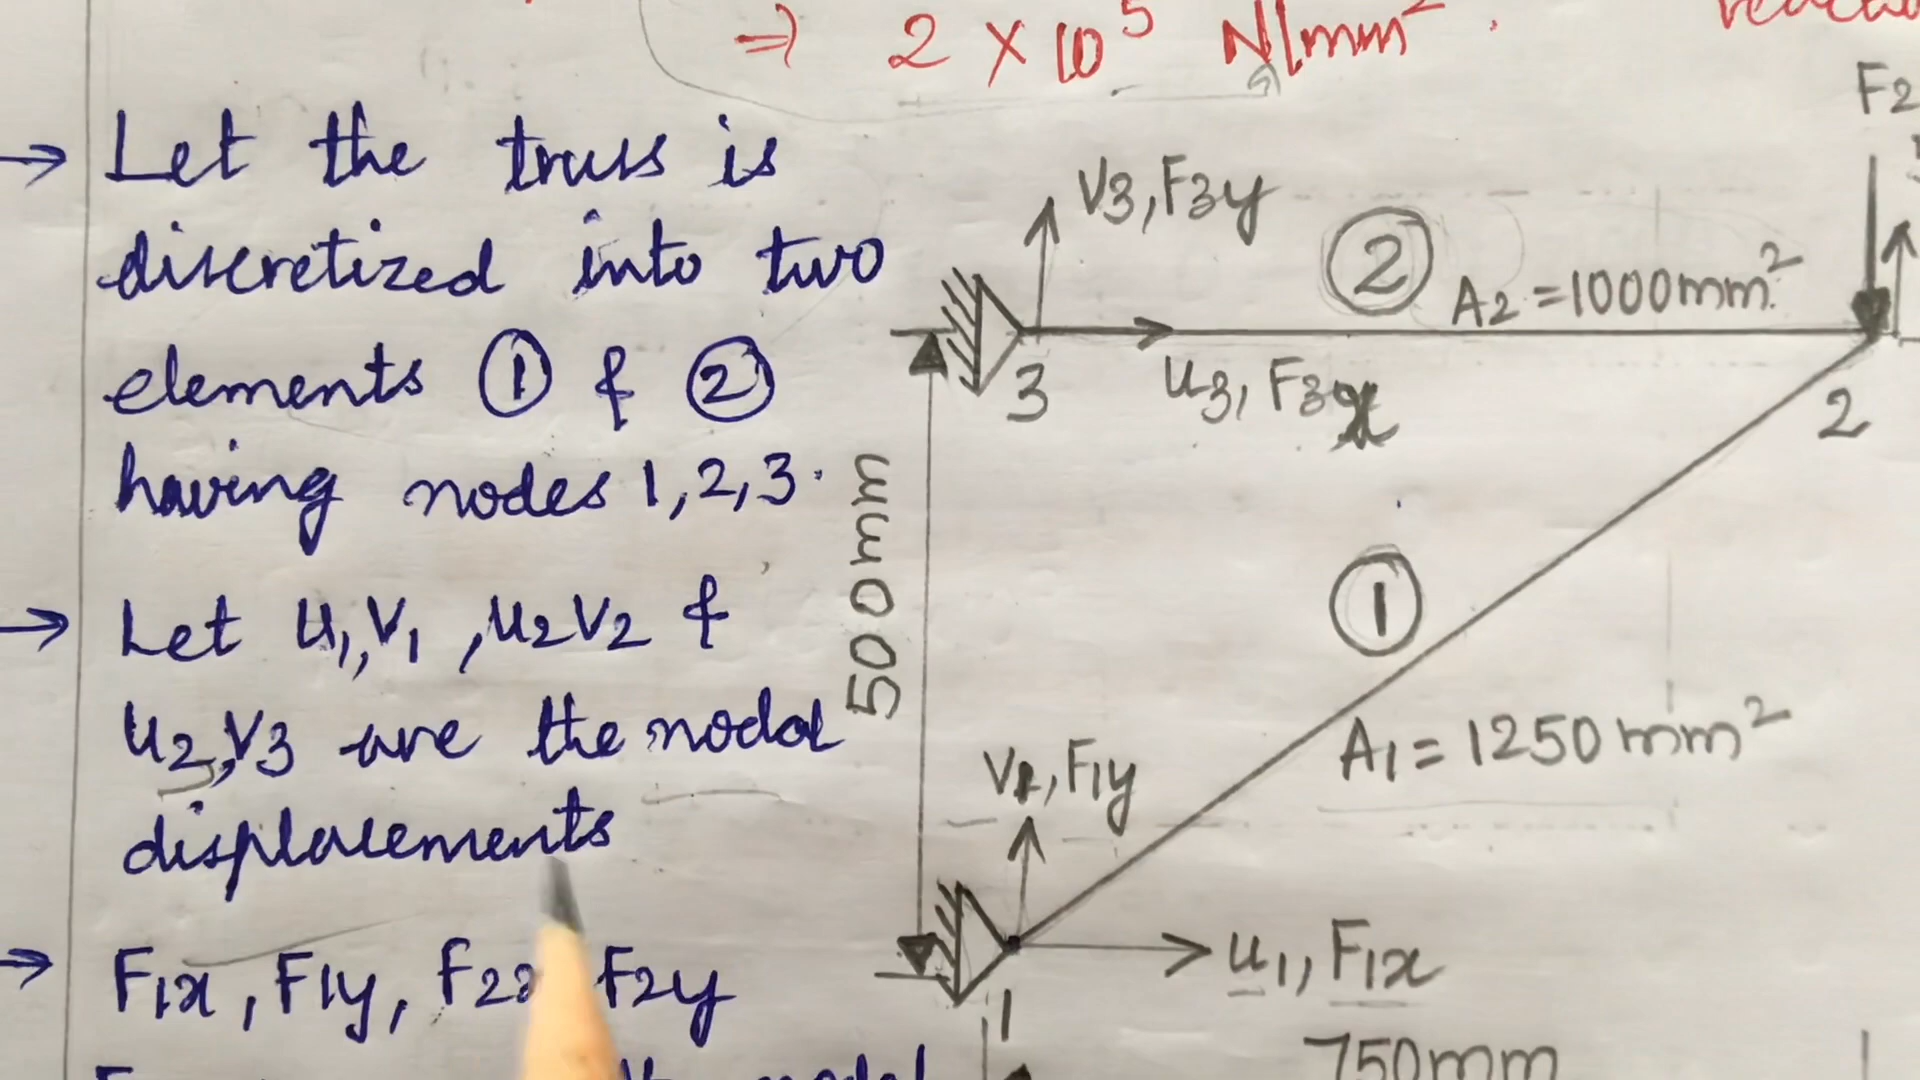 ⇒ 2 × 10⁵ N/mm².
→ Let the truss is
discretized into two
elements ① & ②
having nodes 1, 2, 3.
→ Let u1, V1, u2 V2 &
u2, V3 are the nodal
displacements
→ F1x, F1y, F2x F2y
nodal
F2
V3, F3y
② A2 = 1000mm²
3
u3, F3x
2
500mm
①
A1 = 1250mm²
V1, F1y
u1, F1x
1
750mm